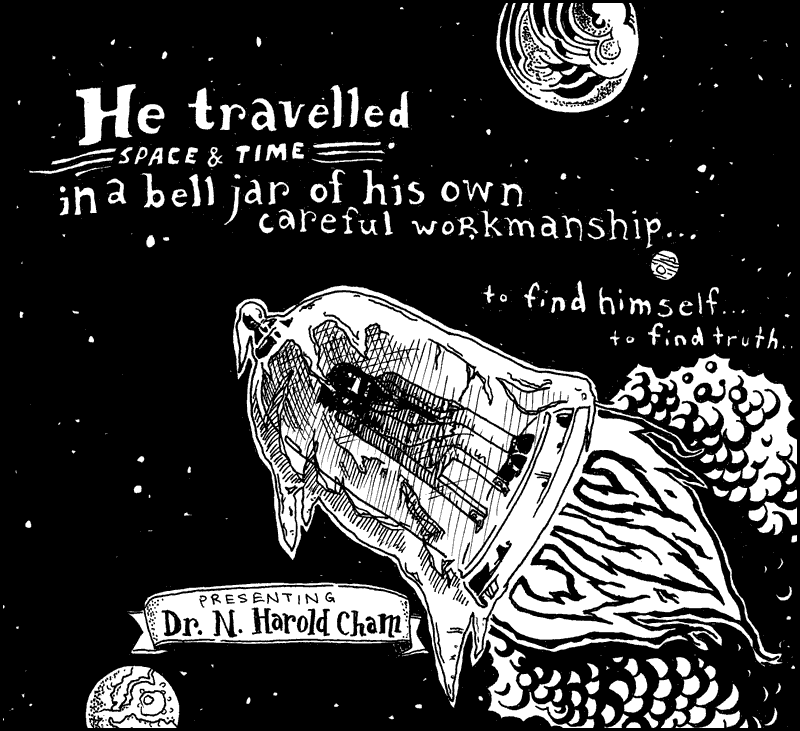 He travelled
SPACE & TIME
in a bell jar of his own
careful workmanship...
to find himself...
to find truth...
PRESENTING
Dr. N. Harold Cham